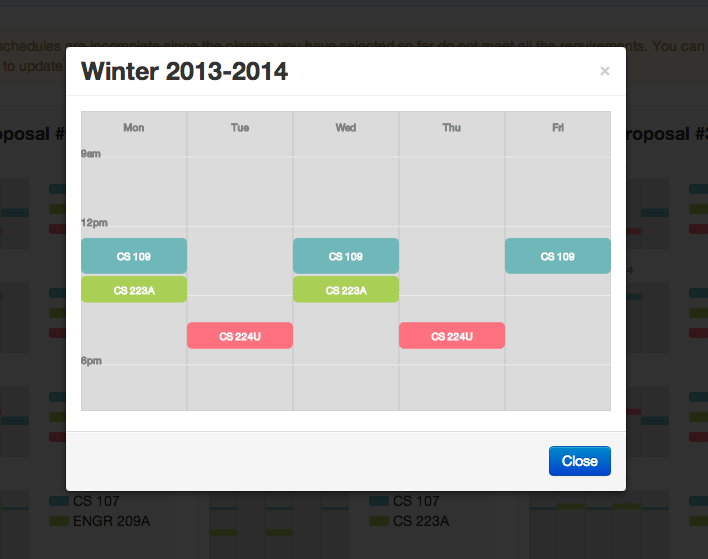 schedules are incomplete since the classes you have selected so far do not meet all the requirements. You can
to update
Winter 2013-2014
×
Mon Tue Wed Thu Fri
9am
12pm
CS 109 CS 109 CS 109
CS 223A CS 223A
CS 224U CS 224U
6pm
Close
oposal #
roposal #3
4
CS 107 CS 107
ENGR 209A CS 223A